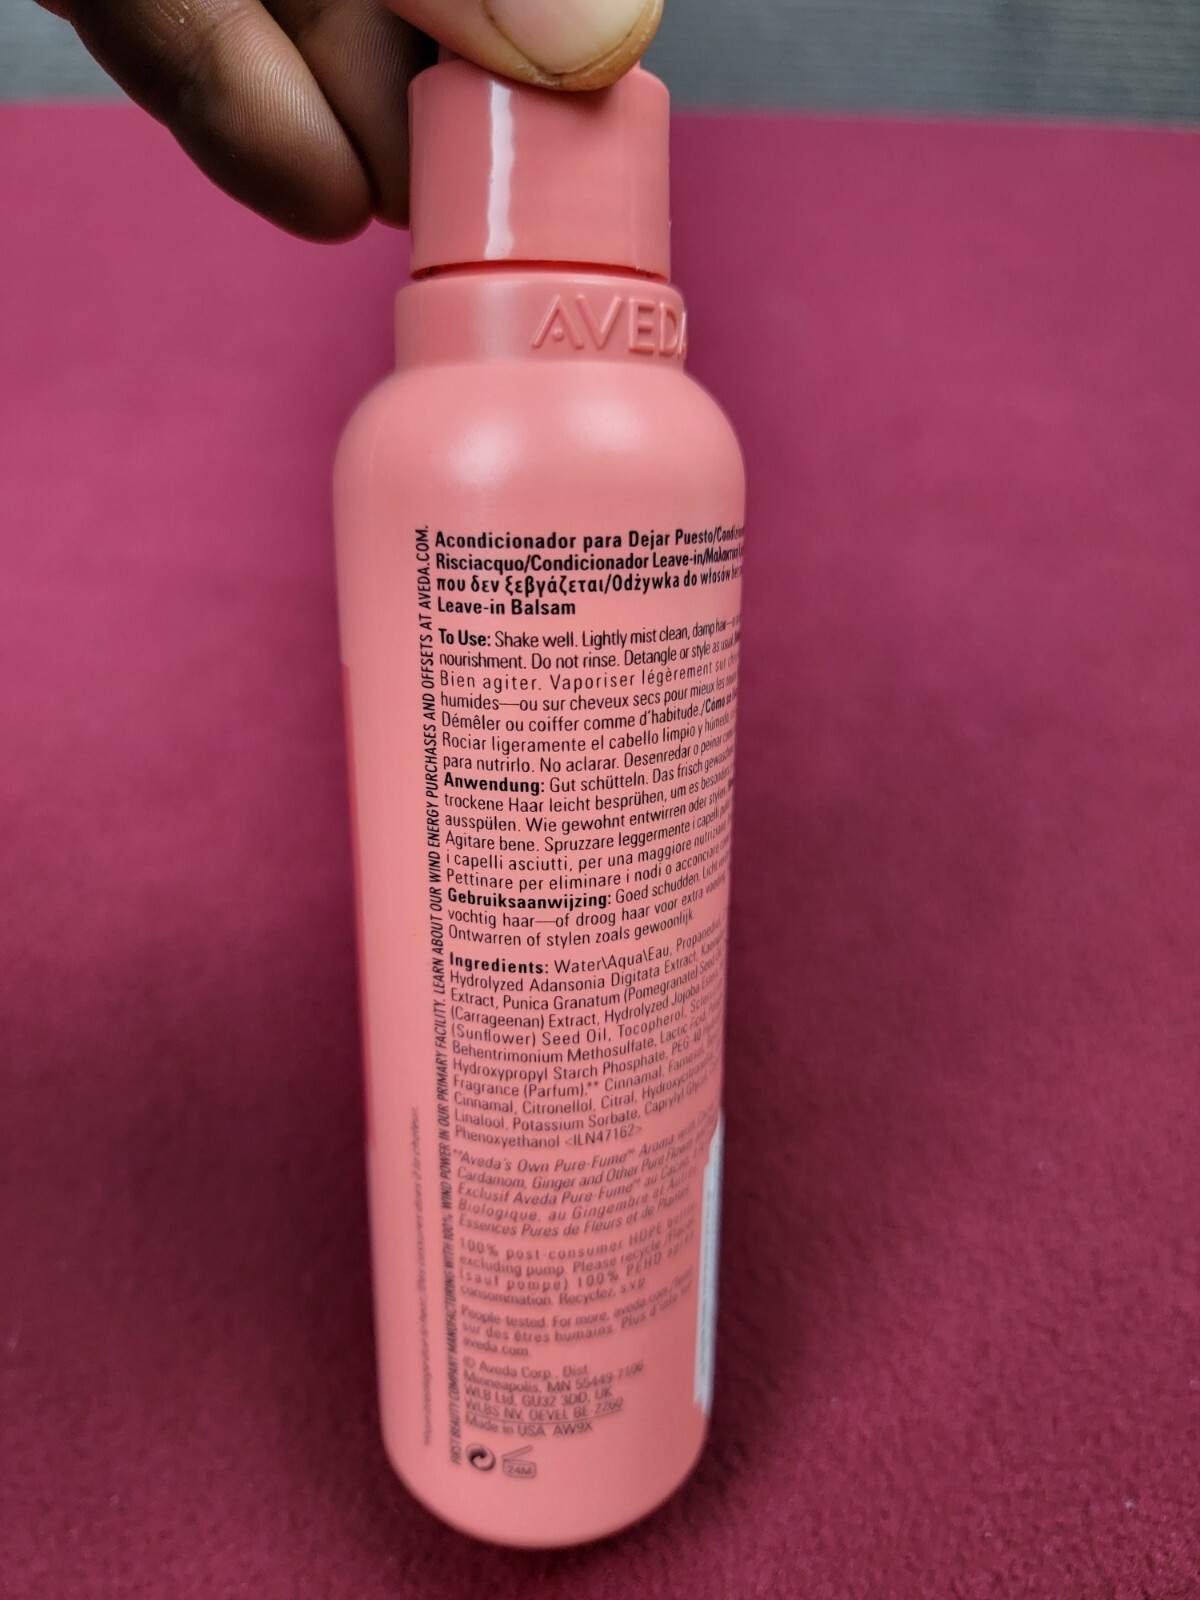 AVEDA
Acondicionador para Dejar Puesto/
Risciacquo/Condicionador Leave-in/
που δεν ξεβγάζεται/Odżywka do włosów
Leave-in Balsam
To Use: Shake well. Lightly mist clean, damp hair—
nourishment. Do not rinse. Detangle or style as usual.
Bien agiter. Vaporiser légèrement sur
humides—ou sur cheveux secs pour mieux les
Démêler ou coiffer comme d'habitude./Cómo se
Rociar ligeramente el cabello limpio y húmedo,
para nutrirlo. No aclarar. Desenredar o peinar como
Anwendung: Gut schütteln. Das frisch
trockene Haar leicht besprühen, um es besonders
ausspülen. Wie gewohnt entwirren oder stylen.
Agitare bene. Spruzzare leggermente i capelli
i capelli asciutti, per una maggiore
Pettinare per eliminare i nodi o acconciare
Gebruiksaanwijzing: Goed schudden. Licht
vochtig haar—of droog haar voor extra voeding.
Ontwarren of stylen zoals gewoonlijk.
Ingredients: Water\Aqua\Eau, Propanediol,
Hydrolyzed Adansonia Digitata Extract,
Extract, Punica Granatum (Pomegranate) Seed
(Carrageenan) Extract, Hydrolyzed Jojoba Esters,
(Sunflower) Seed Oil, Tocopherol,
Behentrimonium Methosulfate, Lactic Acid,
Hydroxypropyl Starch Phosphate, PEG-40
Fragrance (Parfum),** Cinnamal, Farnesol,
Cinnamal, Citronellol, Citral,
Linalool, Potassium Sorbate, Caprylyl Glycol,
Phenoxyethanol <ILN47162>
**Aveda's Own Pure-Fume™ Aroma with
Cardamom, Ginger and Other Pure Flower
Exclusif Aveda Pure-Fume™ au Cacao,
Biologique, au Gingembre et Autres
Essences Pures de Fleurs et de Plantes
100% post-consumer HDPE bottle
excluding pump. Please recycle./Flacon
(sauf pompe) 100% PEHD après
consommation. Recyclez, s.v.p.
People tested. For more, aveda.com./
sur des êtres humains. Plus d'info sur
aveda.com.
© Aveda Corp., Dist.
Minneapolis, MN 55449-7106
WLB Ltd. GU32 3DD, UK
WLBS NV, OEVEL BE-2260
Made in USA AW9X
24M
FIRST BEAUTY COMPANY MANUFACTURING WITH 100% WIND POWER IN OUR PRIMARY FACILITY. LEARN ABOUT OUR WIND ENERGY PURCHASES AND OFFSETS AT AVEDA.COM.